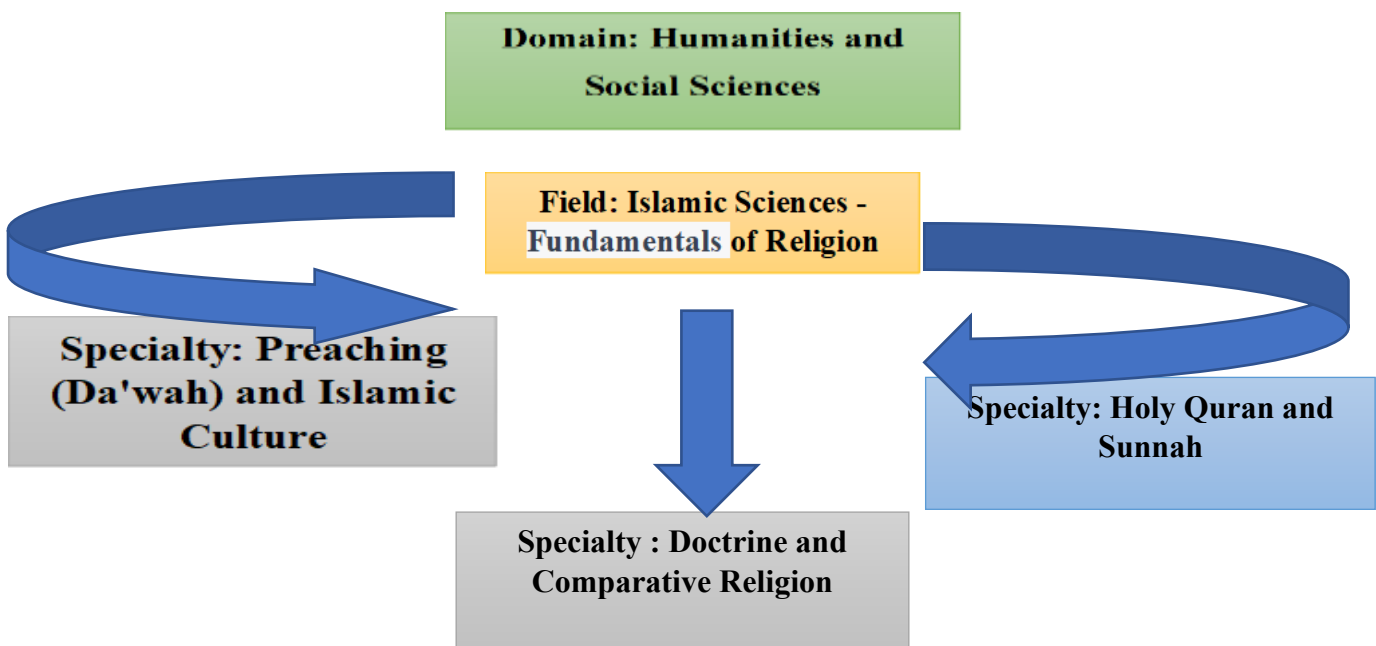 Domain: Humanities and
Social Sciences
Field: Islamic Sciences -
Fundamentals of Religion
Specialty: Preaching
(Da'wah) and Islamic
Culture
Specialty: Holy Quran and
Sunnah
Specialty : Doctrine and
Comparative Religion